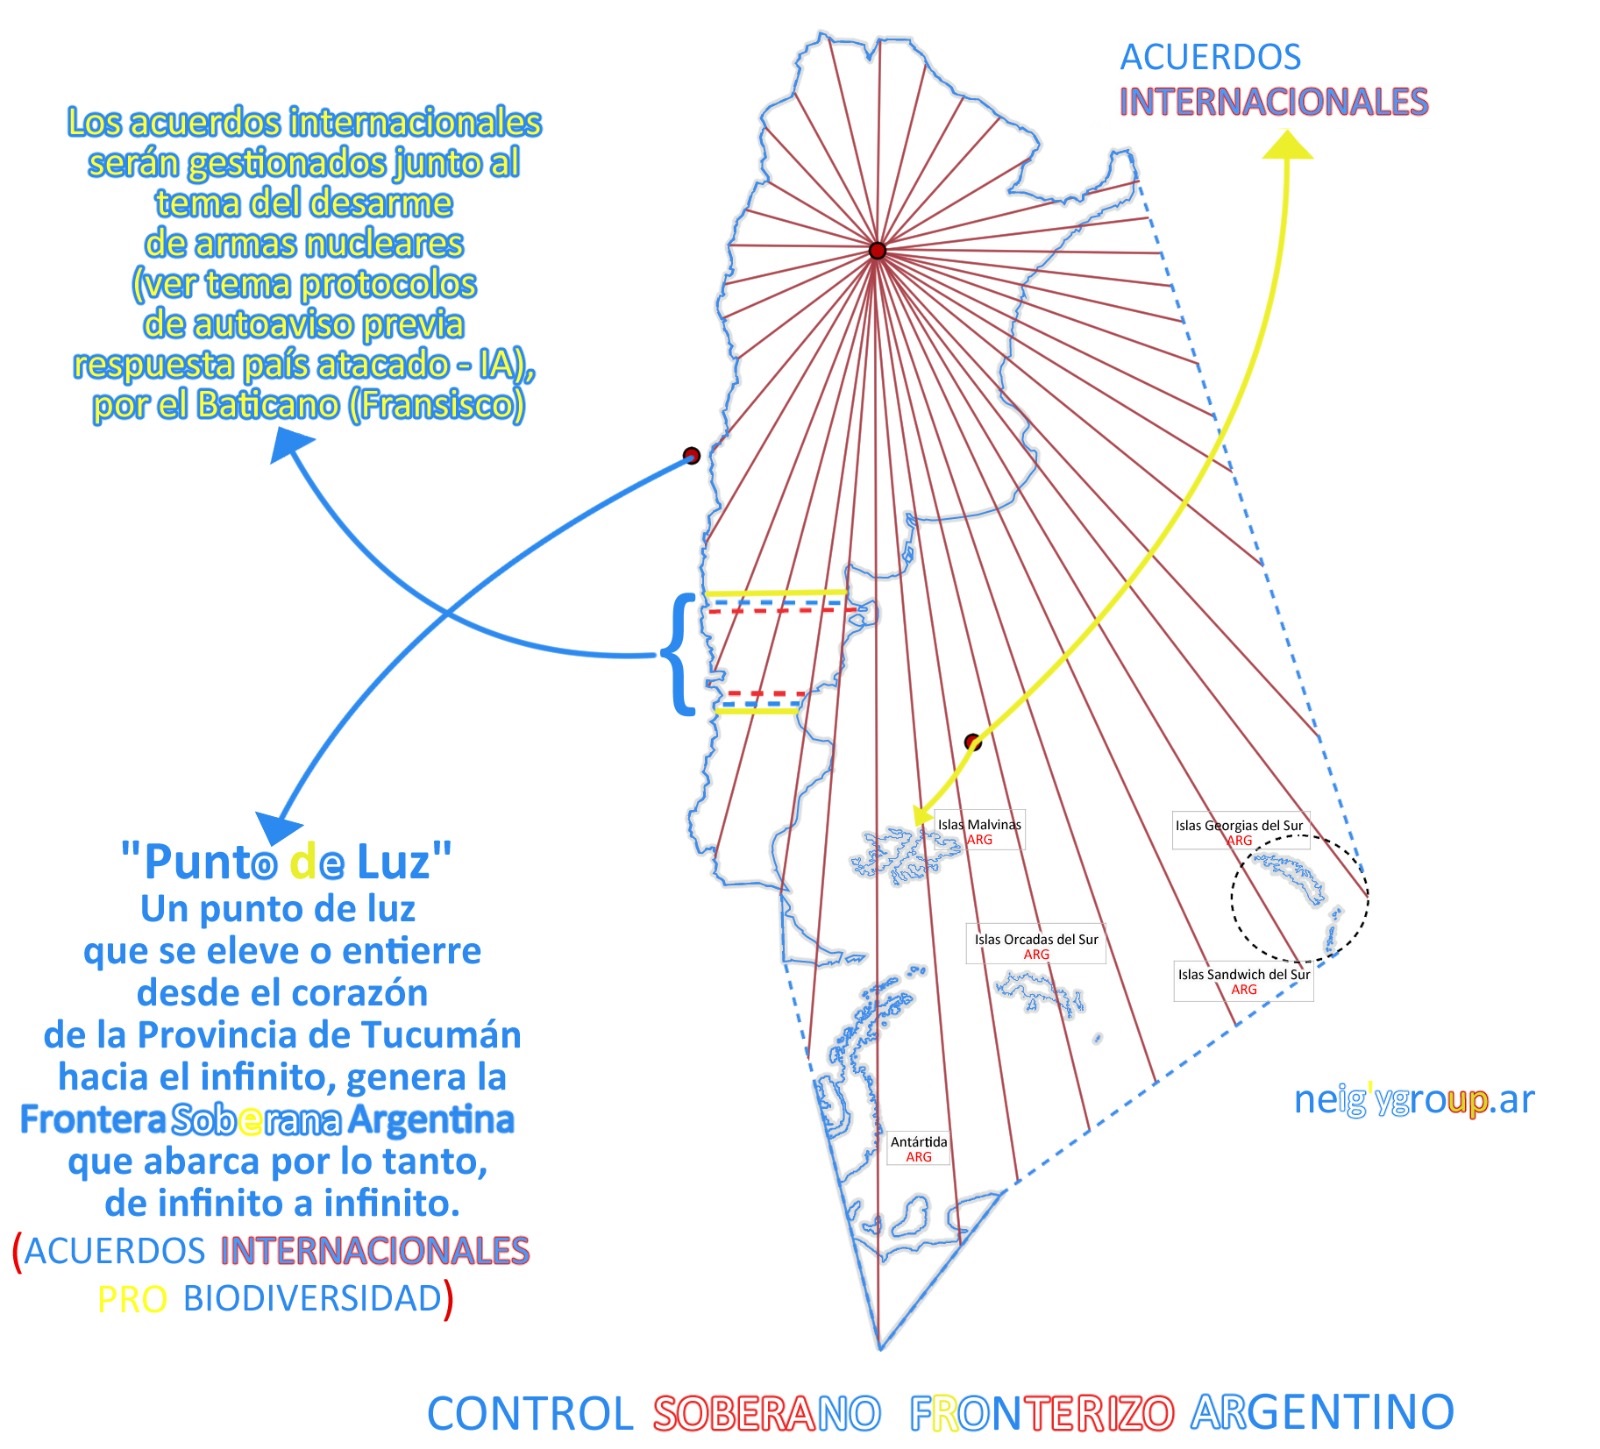 ACUERDOS
INTERNACIONALES
Los acuerdos internacionales
serán gestionados junto al
tema del desarme
de armas nucleares
(ver tema protocolos
de autoaviso previa
respuesta país atacado - IA),
por el Baticano (Fransisco)
"Punto de Luz"
Un punto de luz
que se eleve o entierre
desde el corazón
de la Provincia de Tucumán
hacia el infinito, genera la
Frontera Soberana Argentina
que abarca por lo tanto,
de infinito a infinito.
(ACUERDOS INTERNACIONALES
PRO BIODIVERSIDAD)
Islas Malvinas
ARG
Islas Georgias del Sur
ARG
Islas Orcadas del Sur
ARG
Islas Sandwich del Sur
ARG
Antártida
ARG
neig'ygroup.ar
CONTROL SOBERANO FRONTERIZO ARGENTINO